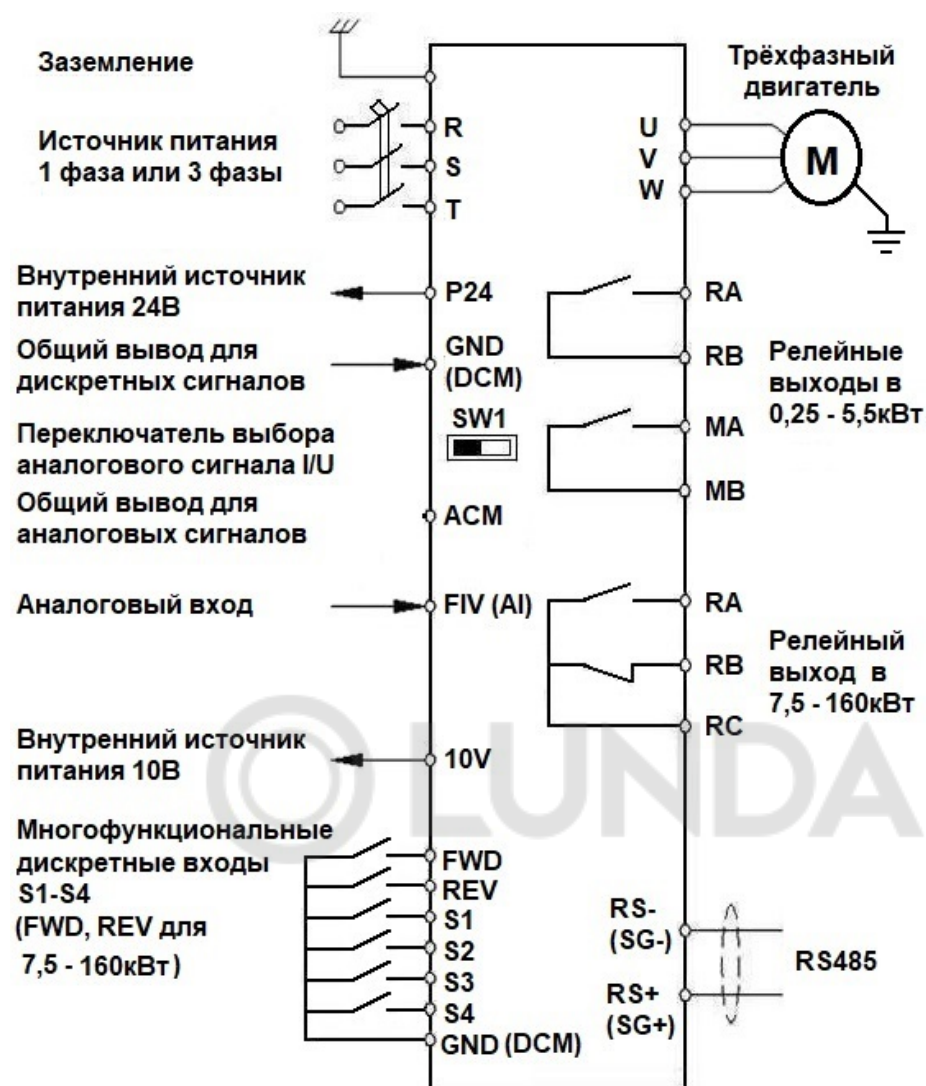 Заземление
Источник питания
1 фаза или 3 фазы
R
S
T
Трёхфазный
двигатель
U
V
W
M
Внутренний источник
питания 24В
P24
Общий вывод для
дискретных сигналов
GND
(DCM)
SW1
Переключатель выбора
аналогового сигнала I/U
Общий вывод для
аналоговых сигналов
ACM
RA
RB
MA
MB
Релейные
выходы в
0,25 - 5,5кВт
Аналоговый вход
FIV (AI)
RA
RB
RC
Релейный
выход в
7,5 - 160кВт
Внутренний источник
питания 10В
10V
LUNDA
Многофункциональные
дискретные входы
S1-S4
(FWD, REV для
7,5 - 160кВт)
FWD
REV
S1
S2
S3
S4
GND (DCM)
RS-
(SG-)
RS+
(SG+)
RS485